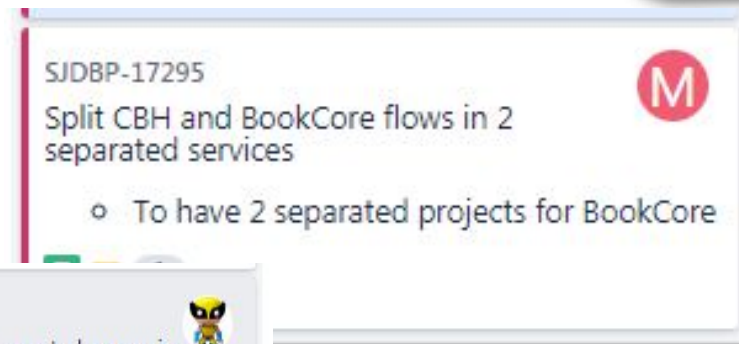 SJDBP-17295
M
Split CBH and BookCore flows in 2
separated services
To have 2 separated projects for BookCore